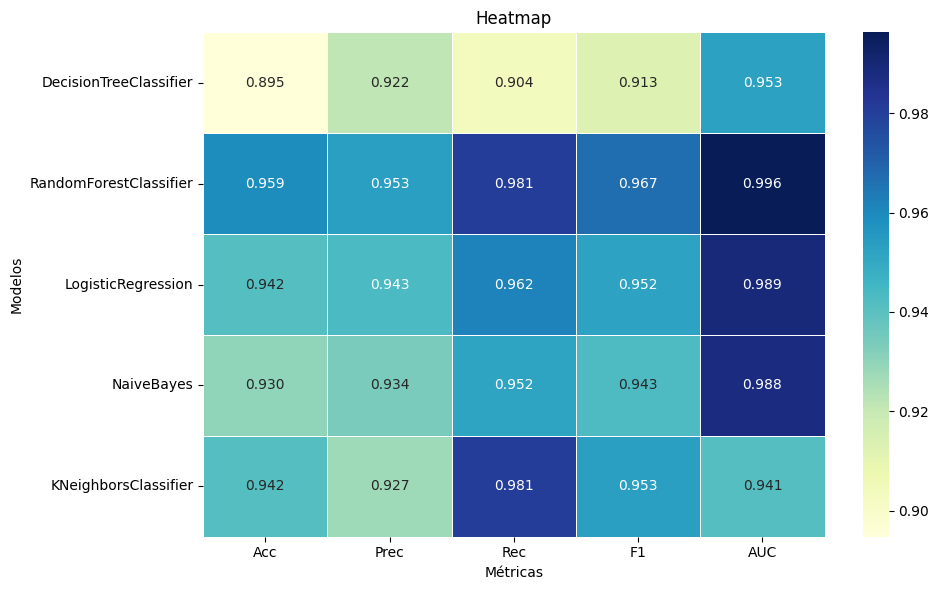 Heatmap
Modelos
DecisionTreeClassifier 0.895 0.922 0.904 0.913 0.953
RandomForestClassifier 0.959 0.953 0.981 0.967 0.996
LogisticRegression 0.942 0.943 0.962 0.952 0.989
NaiveBayes 0.930 0.934 0.952 0.943 0.988
KNeighborsClassifier 0.942 0.927 0.981 0.953 0.941
Acc Prec Rec F1 AUC
Métricas
0.98
0.96
0.94
0.92
0.90